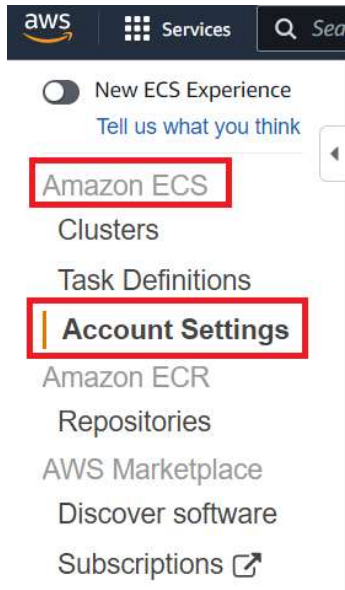 aws
Services
Sea
New ECS Experience
Tell us what you think
Amazon ECS
Clusters
Task Definitions
Account Settings
Amazon ECR
Repositories
AWS Marketplace
Discover software
Subscriptions